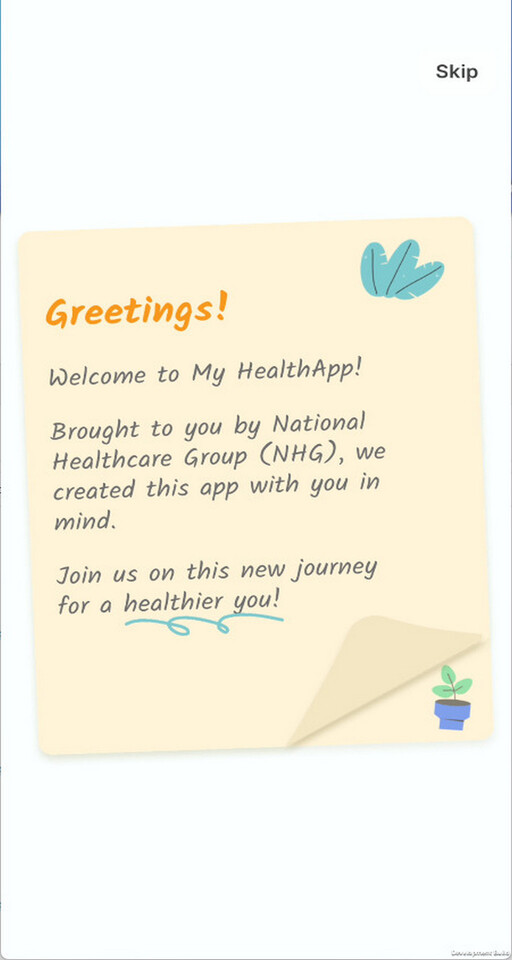 Skip
Greetings!
Welcome to My HealthApp!
Brought to you by National
Healthcare Group (NHG), we
created this app with you in
mind.
Join us on this new journey
for a healthier you!
Development Build